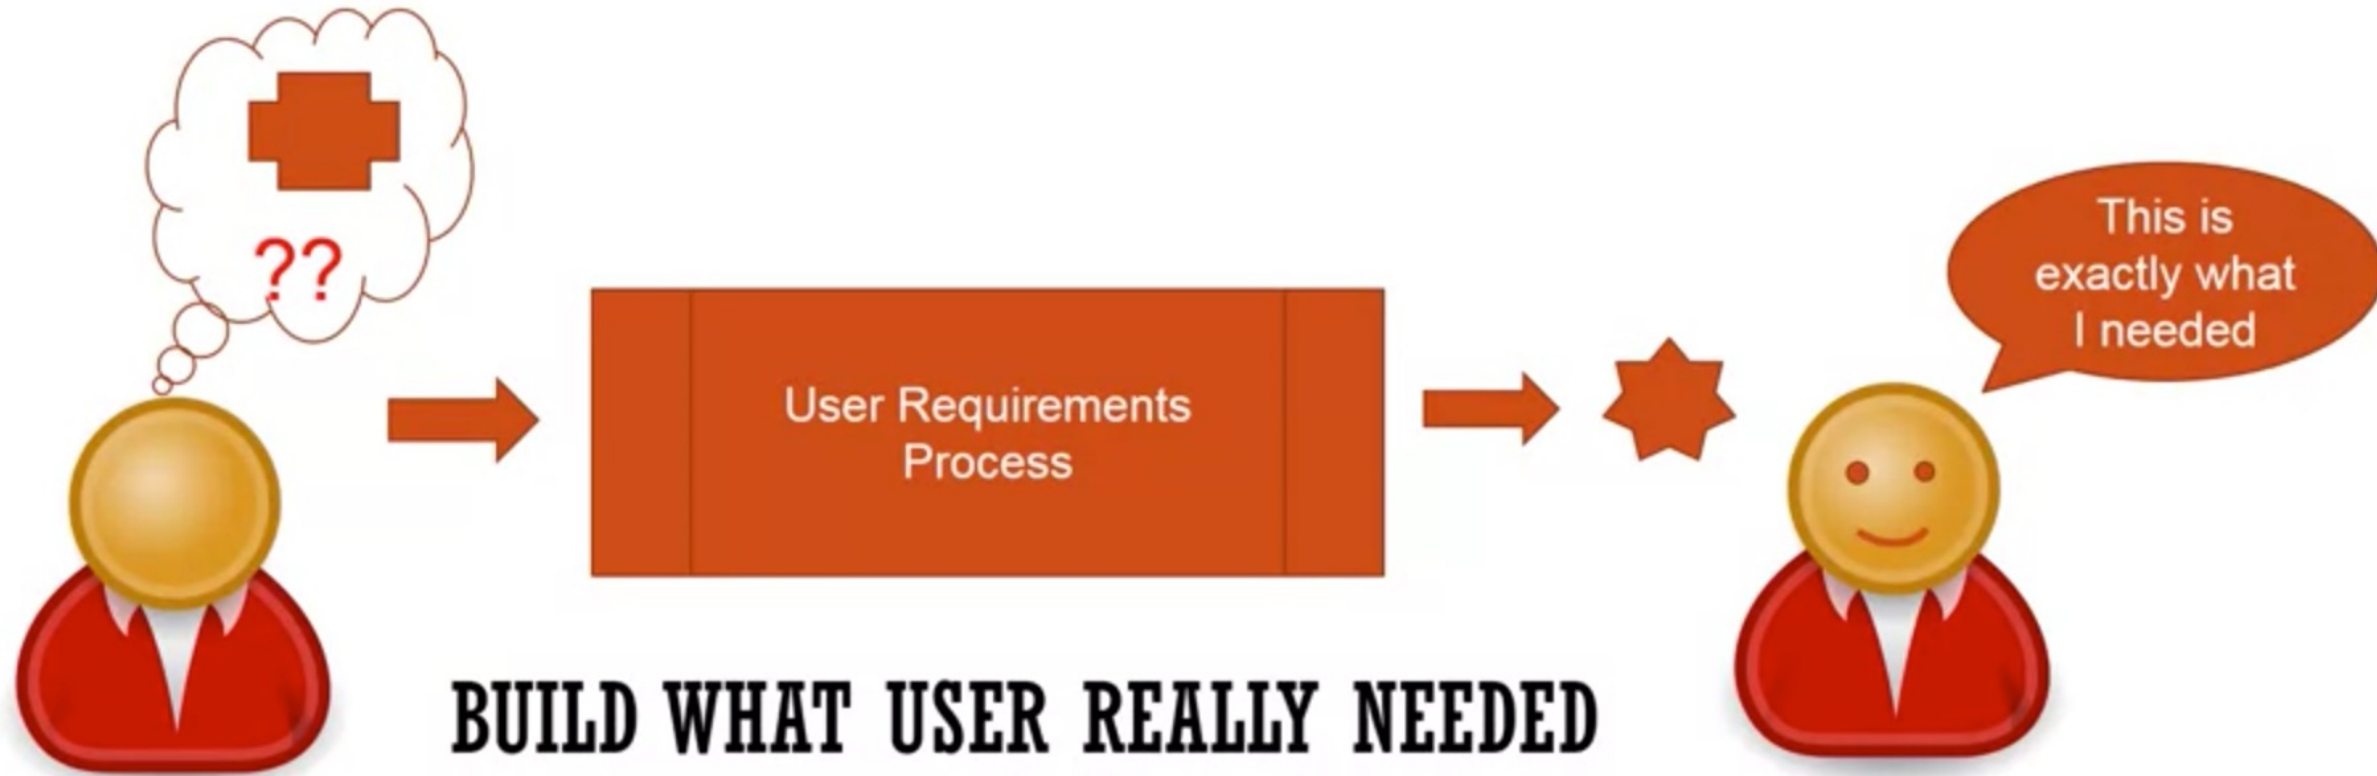 ??
User Requirements
Process
This is
exactly what
I needed
BUILD WHAT USER REALLY NEEDED